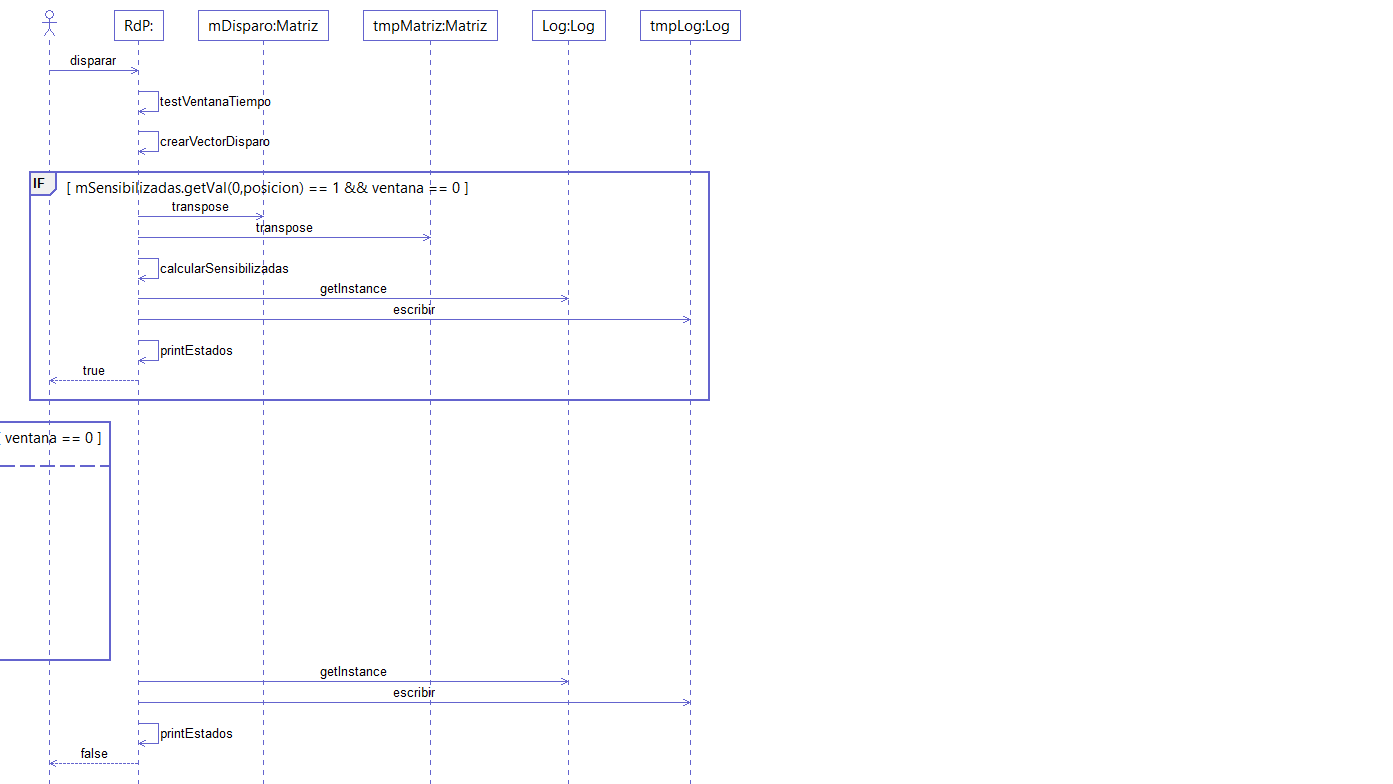 RdP:
mDisparo:Matriz
tmpMatriz:Matriz
Log:Log
tmpLog:Log
disparar
testVentanaTiempo
crearVectorDisparo
IF
[ mSensibilizadas.getVal(0,posicion) == 1 && ventana == 0 ]
transpose
transpose
calcularSensibilizadas
getInstance
escribir
printEstados
true
[ ventana == 0 ]
getInstance
escribir
printEstados
false